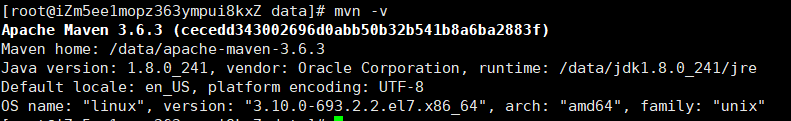 [root@iZm5ee1mopz363ympui8kxZ data]# mvn -v
Apache Maven 3.6.3 (cecedd343002696d0abb50b32b541b8a6ba2883f)
Maven home: /data/apache-maven-3.6.3
Java version: 1.8.0_241, vendor: Oracle Corporation, runtime: /data/jdk1.8.0_241/jre
Default locale: en_US, platform encoding: UTF-8
OS name: "linux", version: "3.10.0-693.2.2.el7.x86_64", arch: "amd64", family: "unix"